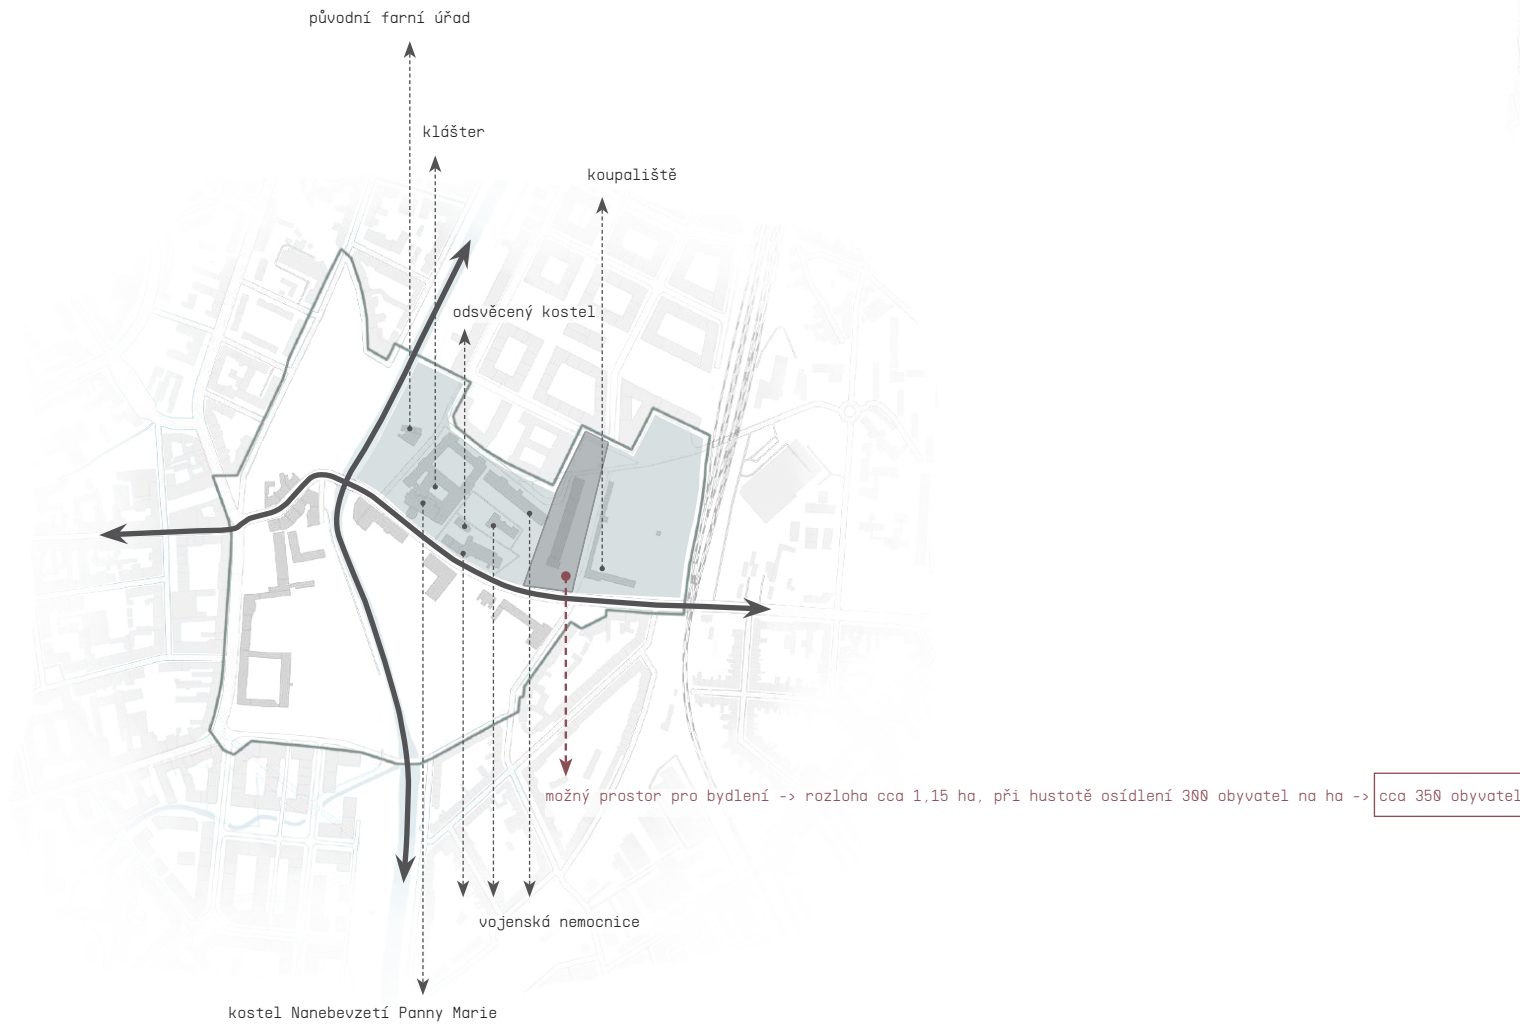 původní farní úřad
klášter
koupaliště
odsvěcený kostel
možný prostor pro bydlení -> rozloha cca 1,15 ha, při hustotě osídlení 300 obyvatel na ha -> cca 350 obyvatel
vojenská nemocnice
kostel Nanebevzetí Panny Marie